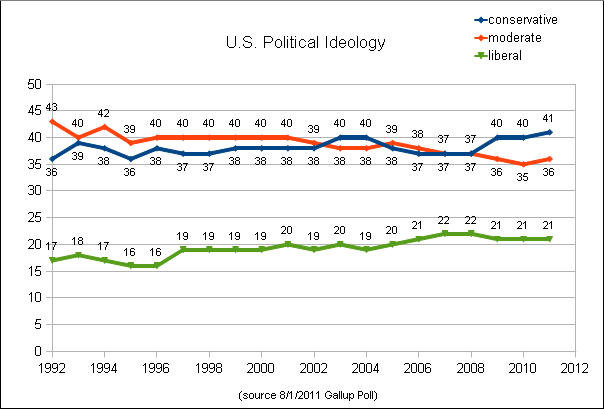 conservative
moderate
liberal
U.S. Political Ideology
50
45
40
35
30
25
20
15
10
5
0
43 40 42 39 40 40 40 40 40 40 39 40 40 39 38 37 37 40 40 41
36 39 38 36 38 37 37 38 38 38 38 38 38 38 37 37 37 36 35 36
17 18 17 16 16 19 19 19 19 20 19 20 19 20 21 22 22 21 21 21
1992 1994 1996 1998 2000 2002 2004 2006 2008 2010 2012
(source 8/1/2011 Gallup Poll)